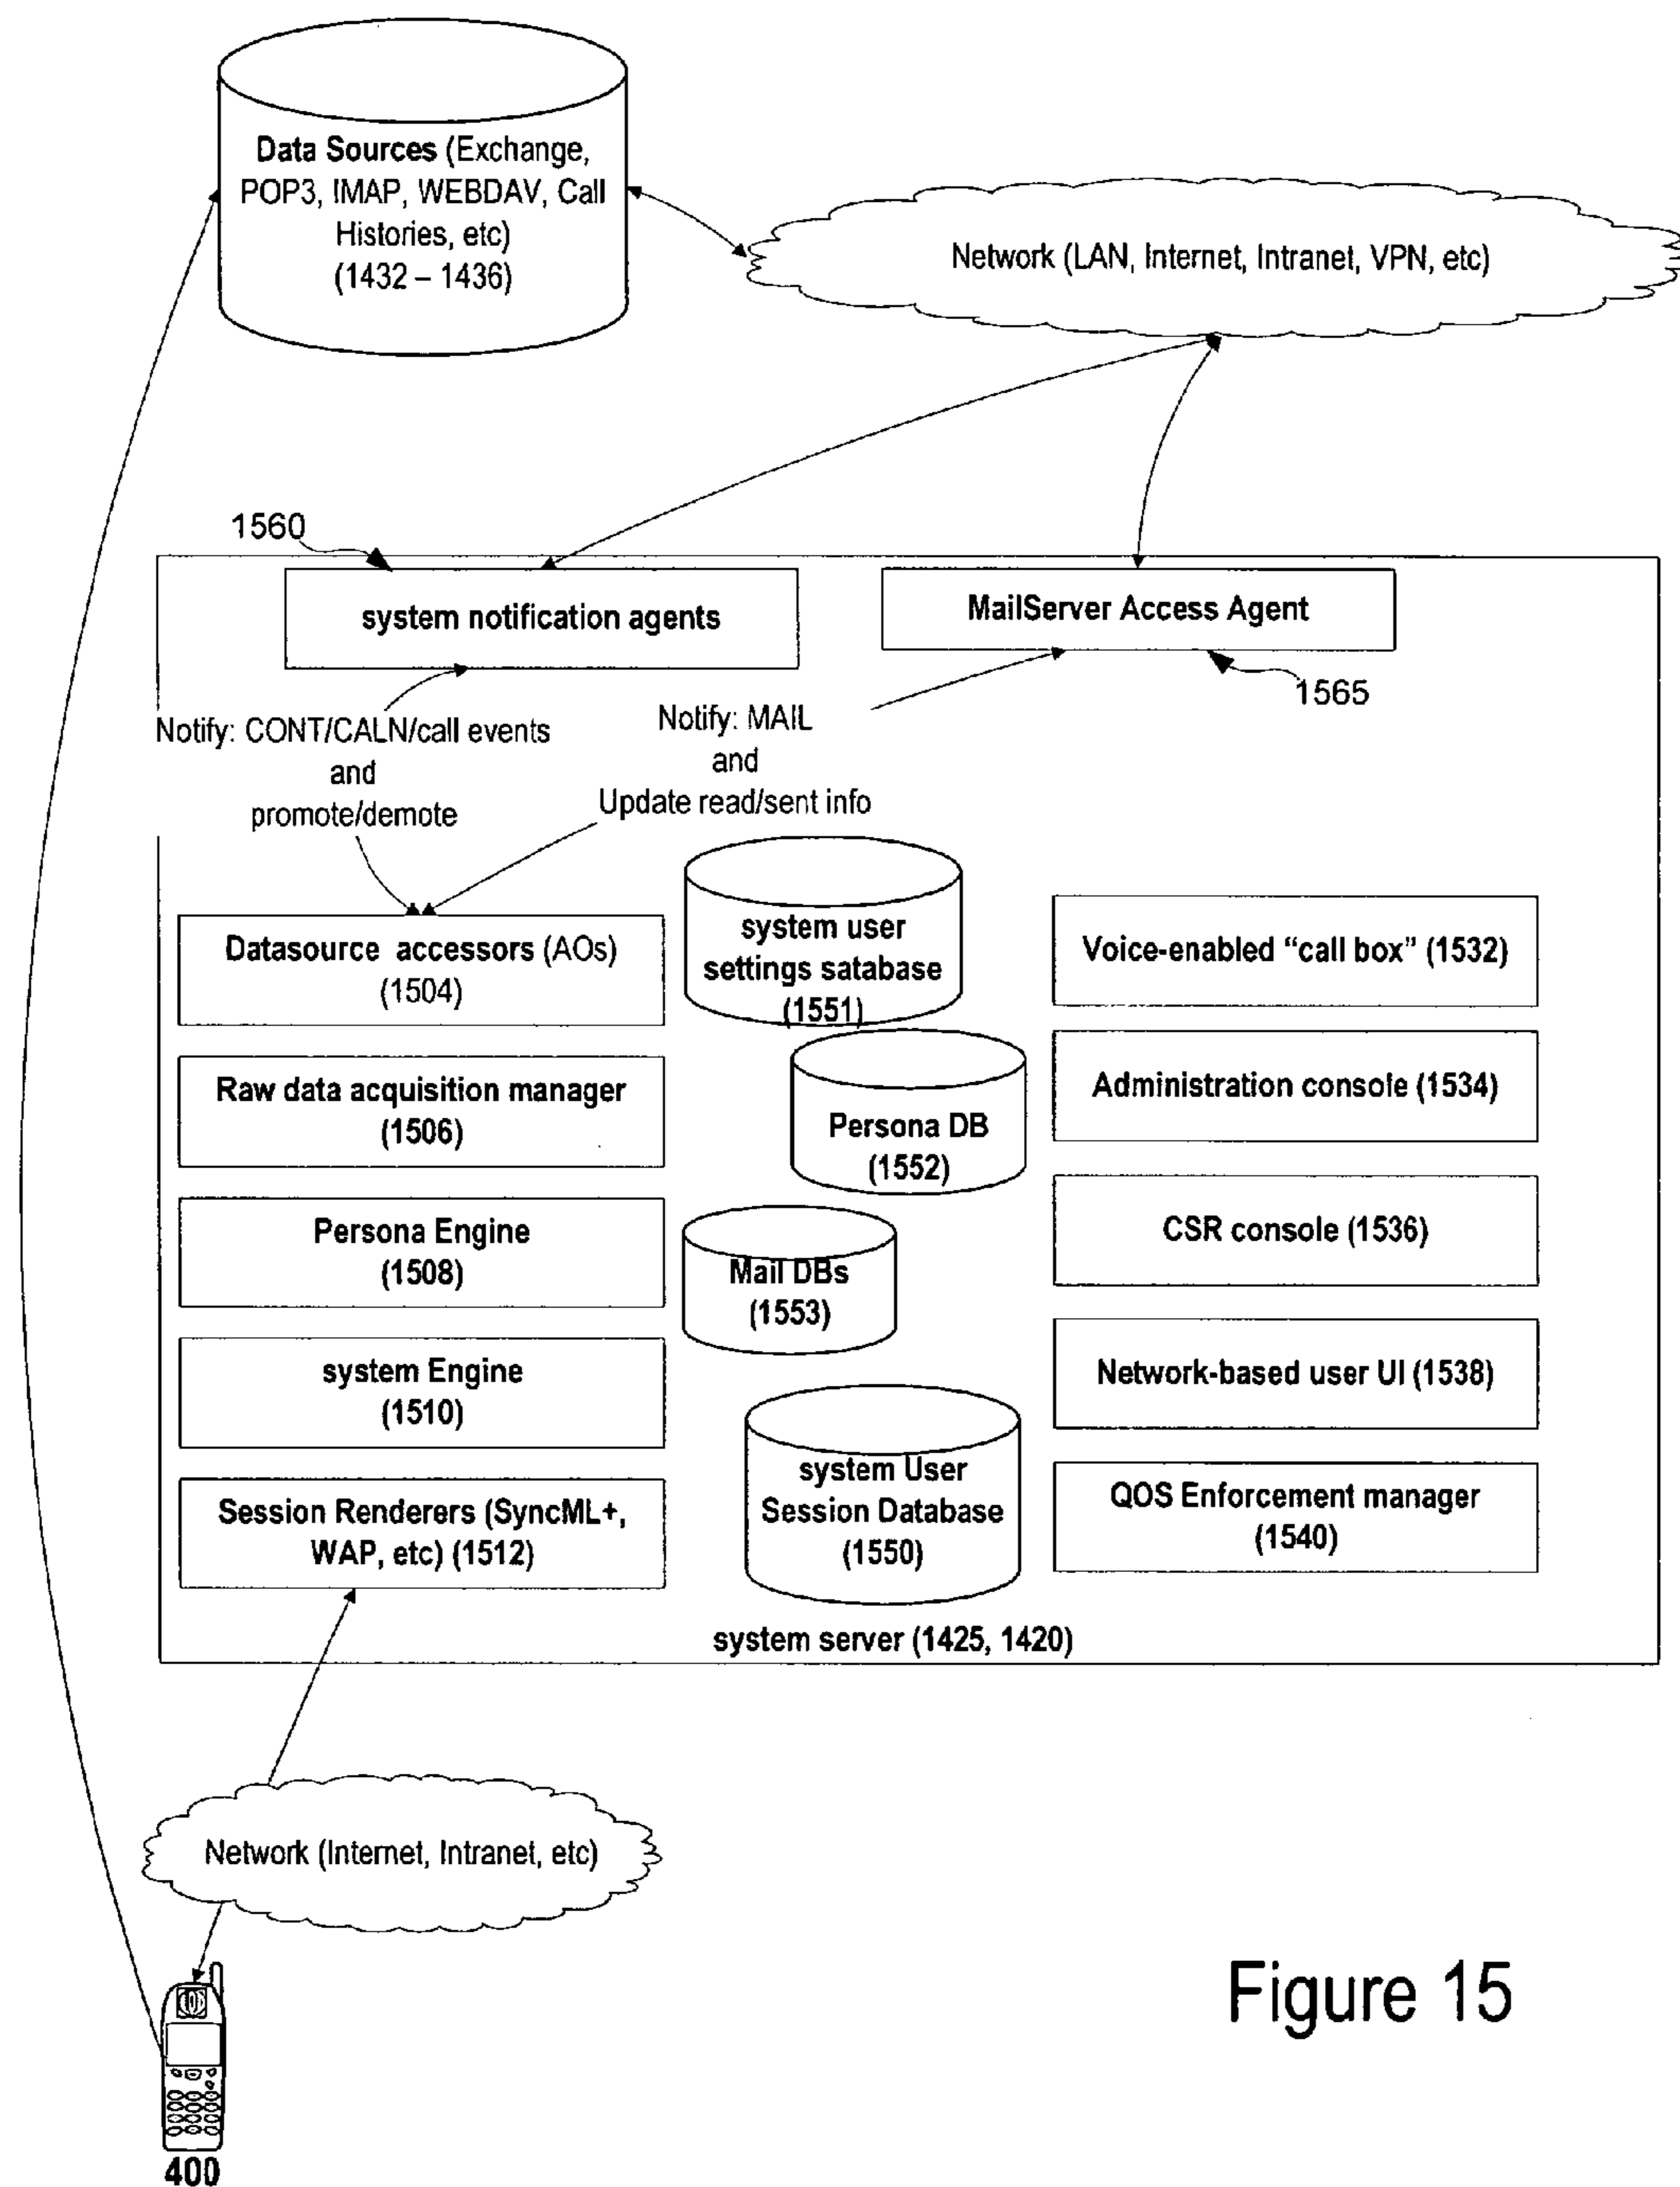 Data Sources (Exchange,
POP3, IMAP, WEBDAV, Call
Histories, etc)
(1432 – 1436)
Network (LAN, Internet, Intranet, VPN, etc)
1560
system notification agents
MailServer Access Agent
1565
Notify: CONT/CALN/call events
and
promote/demote
Notify: MAIL
and
Update read/sent info
Datasource accessors (AOs)
(1504)
Raw data acquisition manager
(1506)
Persona Engine
(1508)
system Engine
(1510)
Session Renderers (SyncML+,
WAP, etc) (1512)
system user
settings satabase
(1551)
Persona DB
(1552)
Mail DBs
(1553)
system User
Session Database
(1550)
Voice-enabled “call box” (1532)
Administration console (1534)
CSR console (1536)
Network-based user UI (1538)
QOS Enforcement manager
(1540)
system server (1425, 1420)
Network (Internet, Intranet, etc)
400
Figure 15